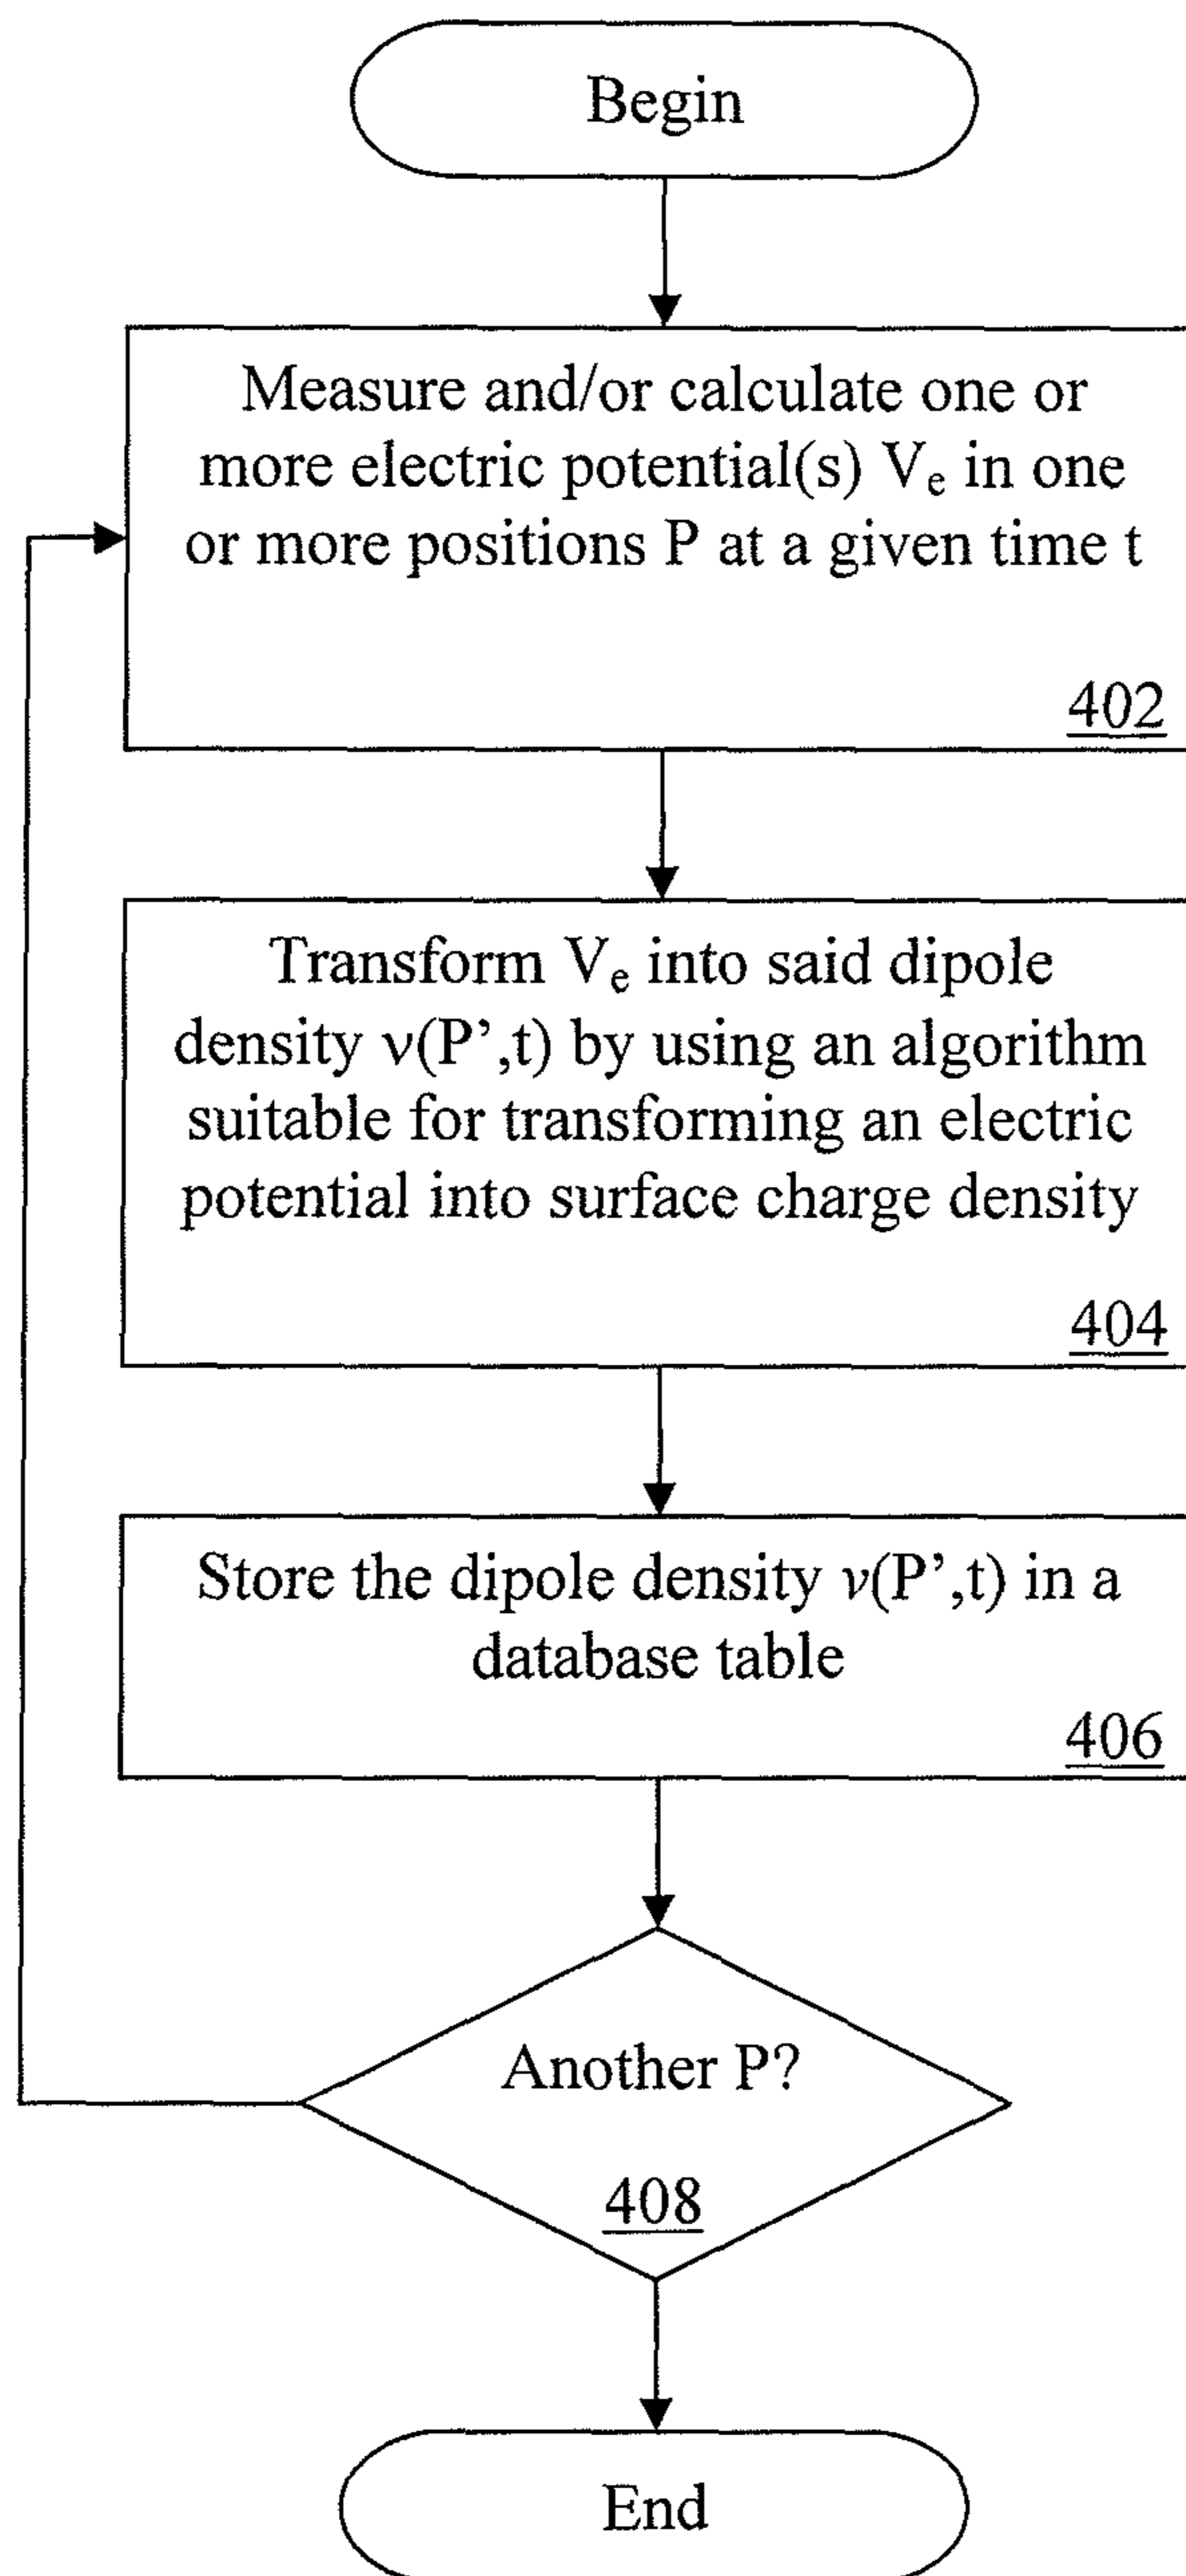 Begin
Measure and/or calculate one or
more electric potential(s) Vₑ in one
or more positions P at a given time t
402
Transform Vₑ into said dipole
density ν(P’,t) by using an algorithm
suitable for transforming an electric
potential into surface charge density
404
Store the dipole density ν(P’,t) in a
database table
406
Another P?
408
End